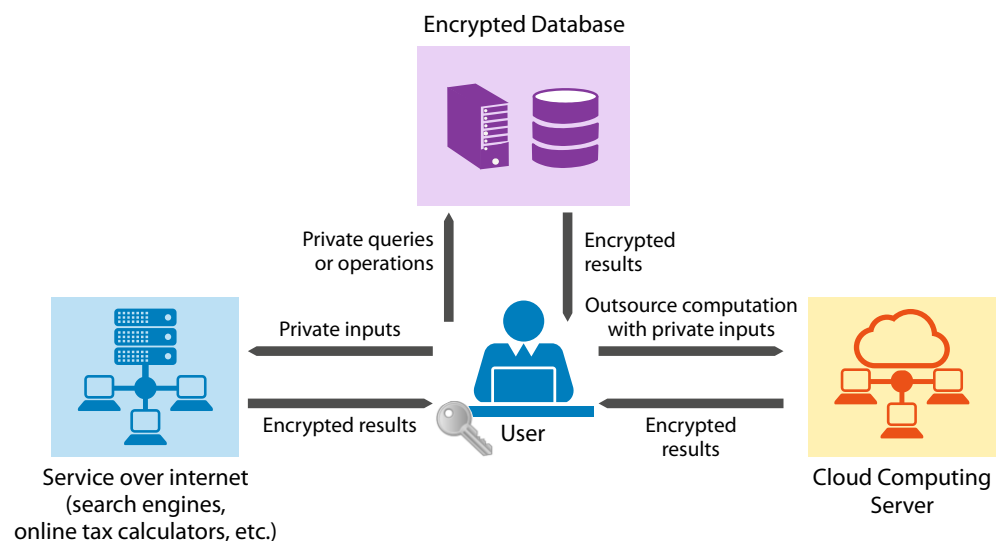 Encrypted Database
Private queries
or operations
Encrypted
results
Private inputs
Outsource computation
with private inputs
Encrypted results
User
Encrypted
results
Service over internet
(search engines,
online tax calculators, etc.)
Cloud Computing
Server